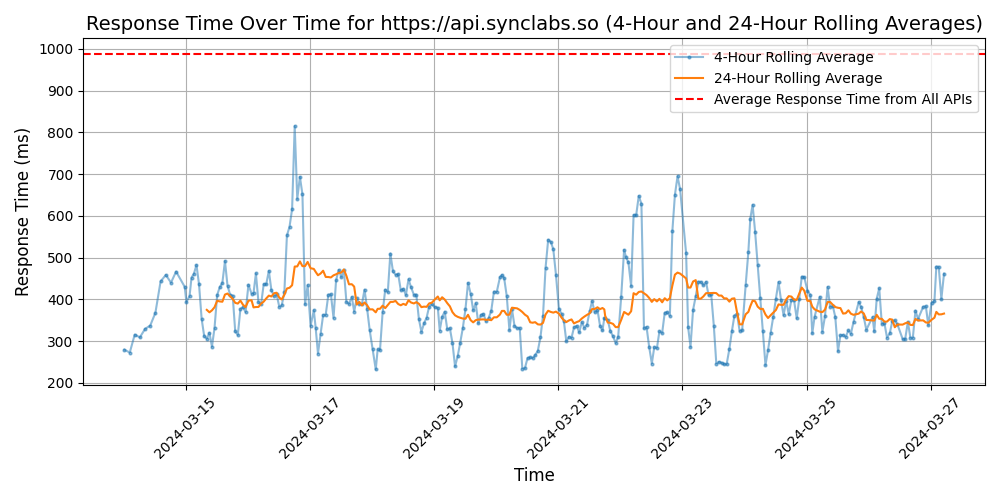 Response Time Over Time for https://api.synclabs.so (4-Hour and 24-Hour Rolling Averages)
Response Time (ms)
1000
900
800
700
600
500
400
300
200
4-Hour Rolling Average
24-Hour Rolling Average
Average Response Time from All APIs
2024-03-15
2024-03-17
2024-03-19
2024-03-21
2024-03-23
2024-03-25
2024-03-27
Time